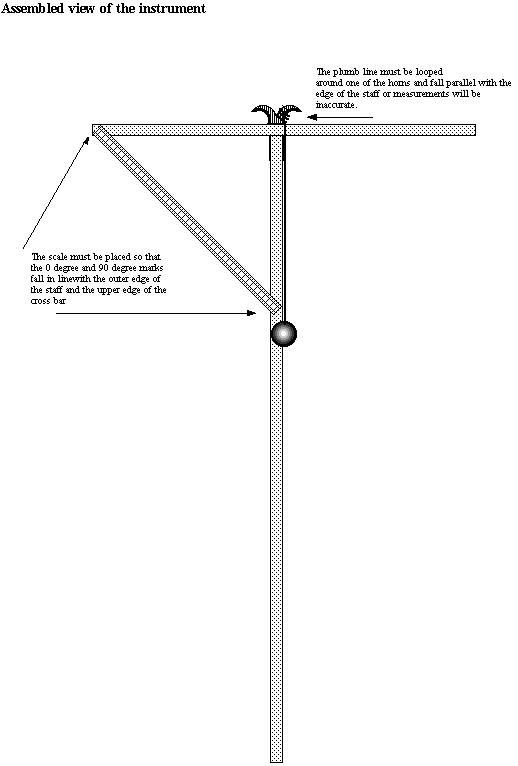 Assembled view of the instrument
The plumb line must be looped
around one of the horns and fall parallel with the
edge of the staff or measurements will be
inaccurate.
The scale must be placed so that
the 0 degree and 90 degree marks
fall in linewith the outer edge of
the staff and the upper edge of the
cross bar